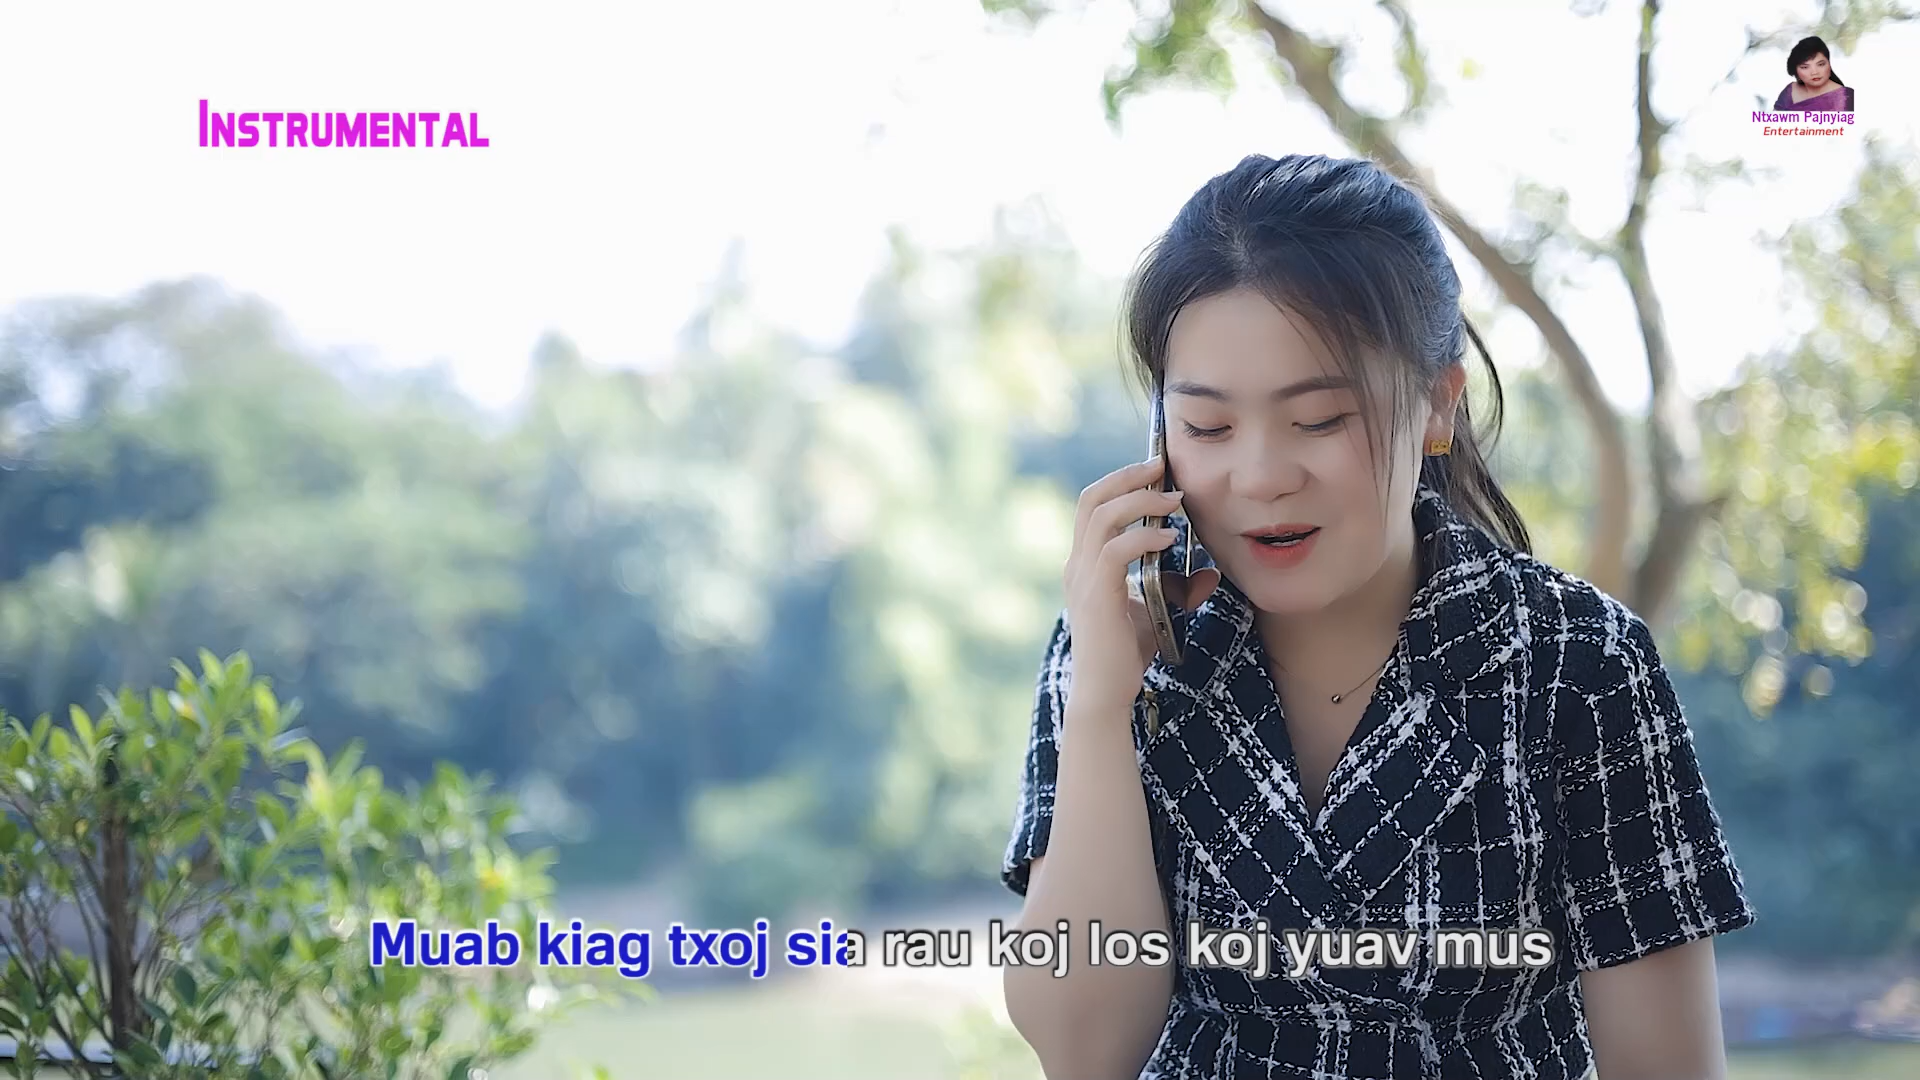 Instrumental
Ntxawm Pajnyiag
Entertainment
Muab kiag txoj sia rau koj los koj yuav mus